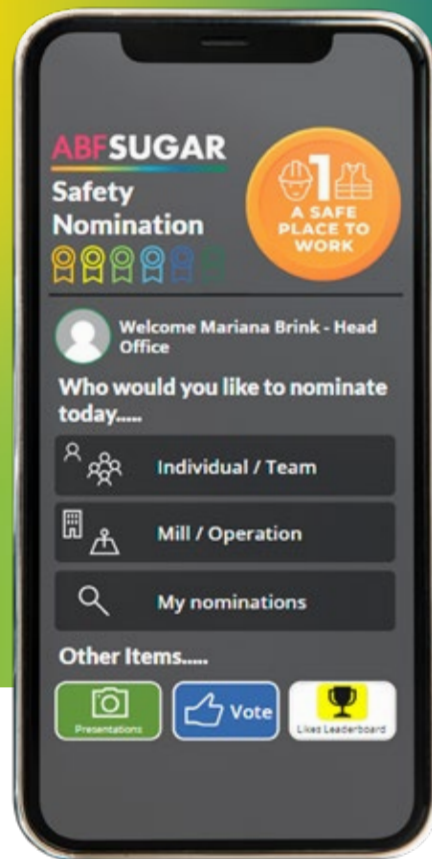 ABFSUGAR
Safety
Nomination
1
A SAFE
PLACE TO
WORK
Welcome Mariana Brink - Head
Office
Who would you like to nominate
today.....
Individual / Team
Mill / Operation
My nominations
Other Items.....
Presentations
Vote
Likes Leaderboard